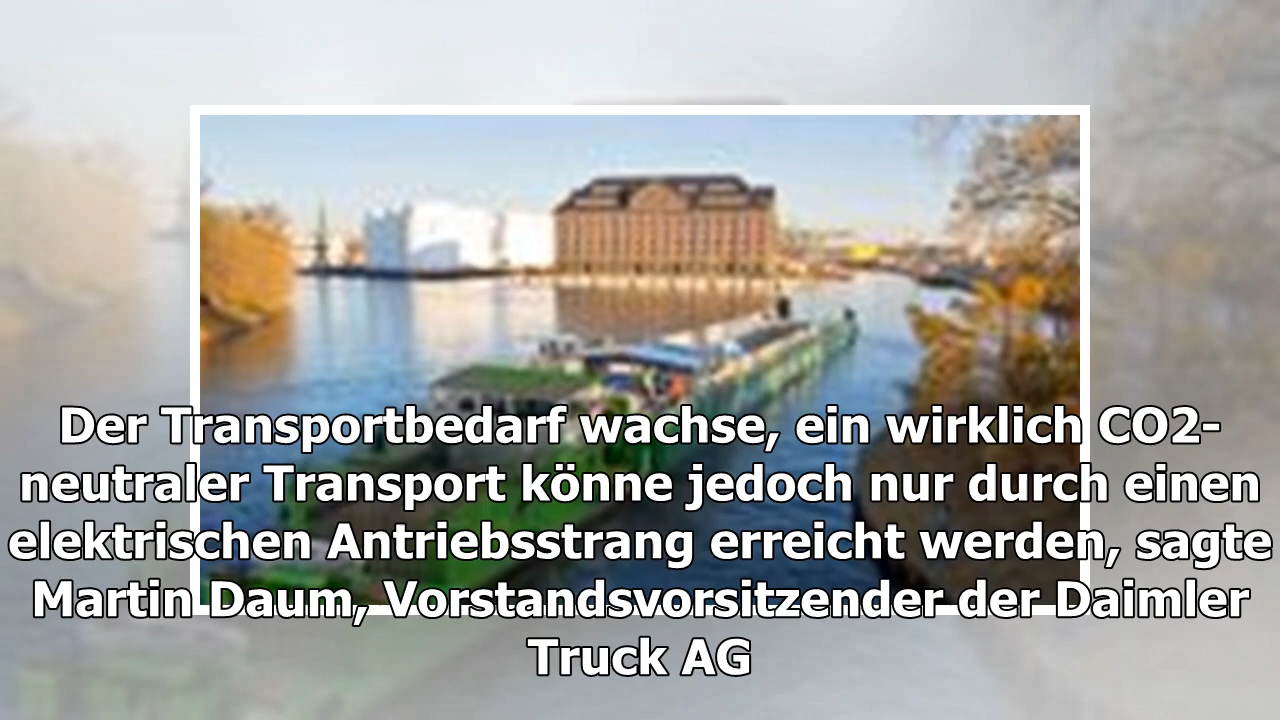 Der Transportbedarf wachse, ein wirklich CO2-
neutraler Transport könne jedoch nur durch einen
elektrischen Antriebsstrang erreicht werden, sagte
Martin Daum, Vorstandsvorsitzender der Daimler
Truck AG